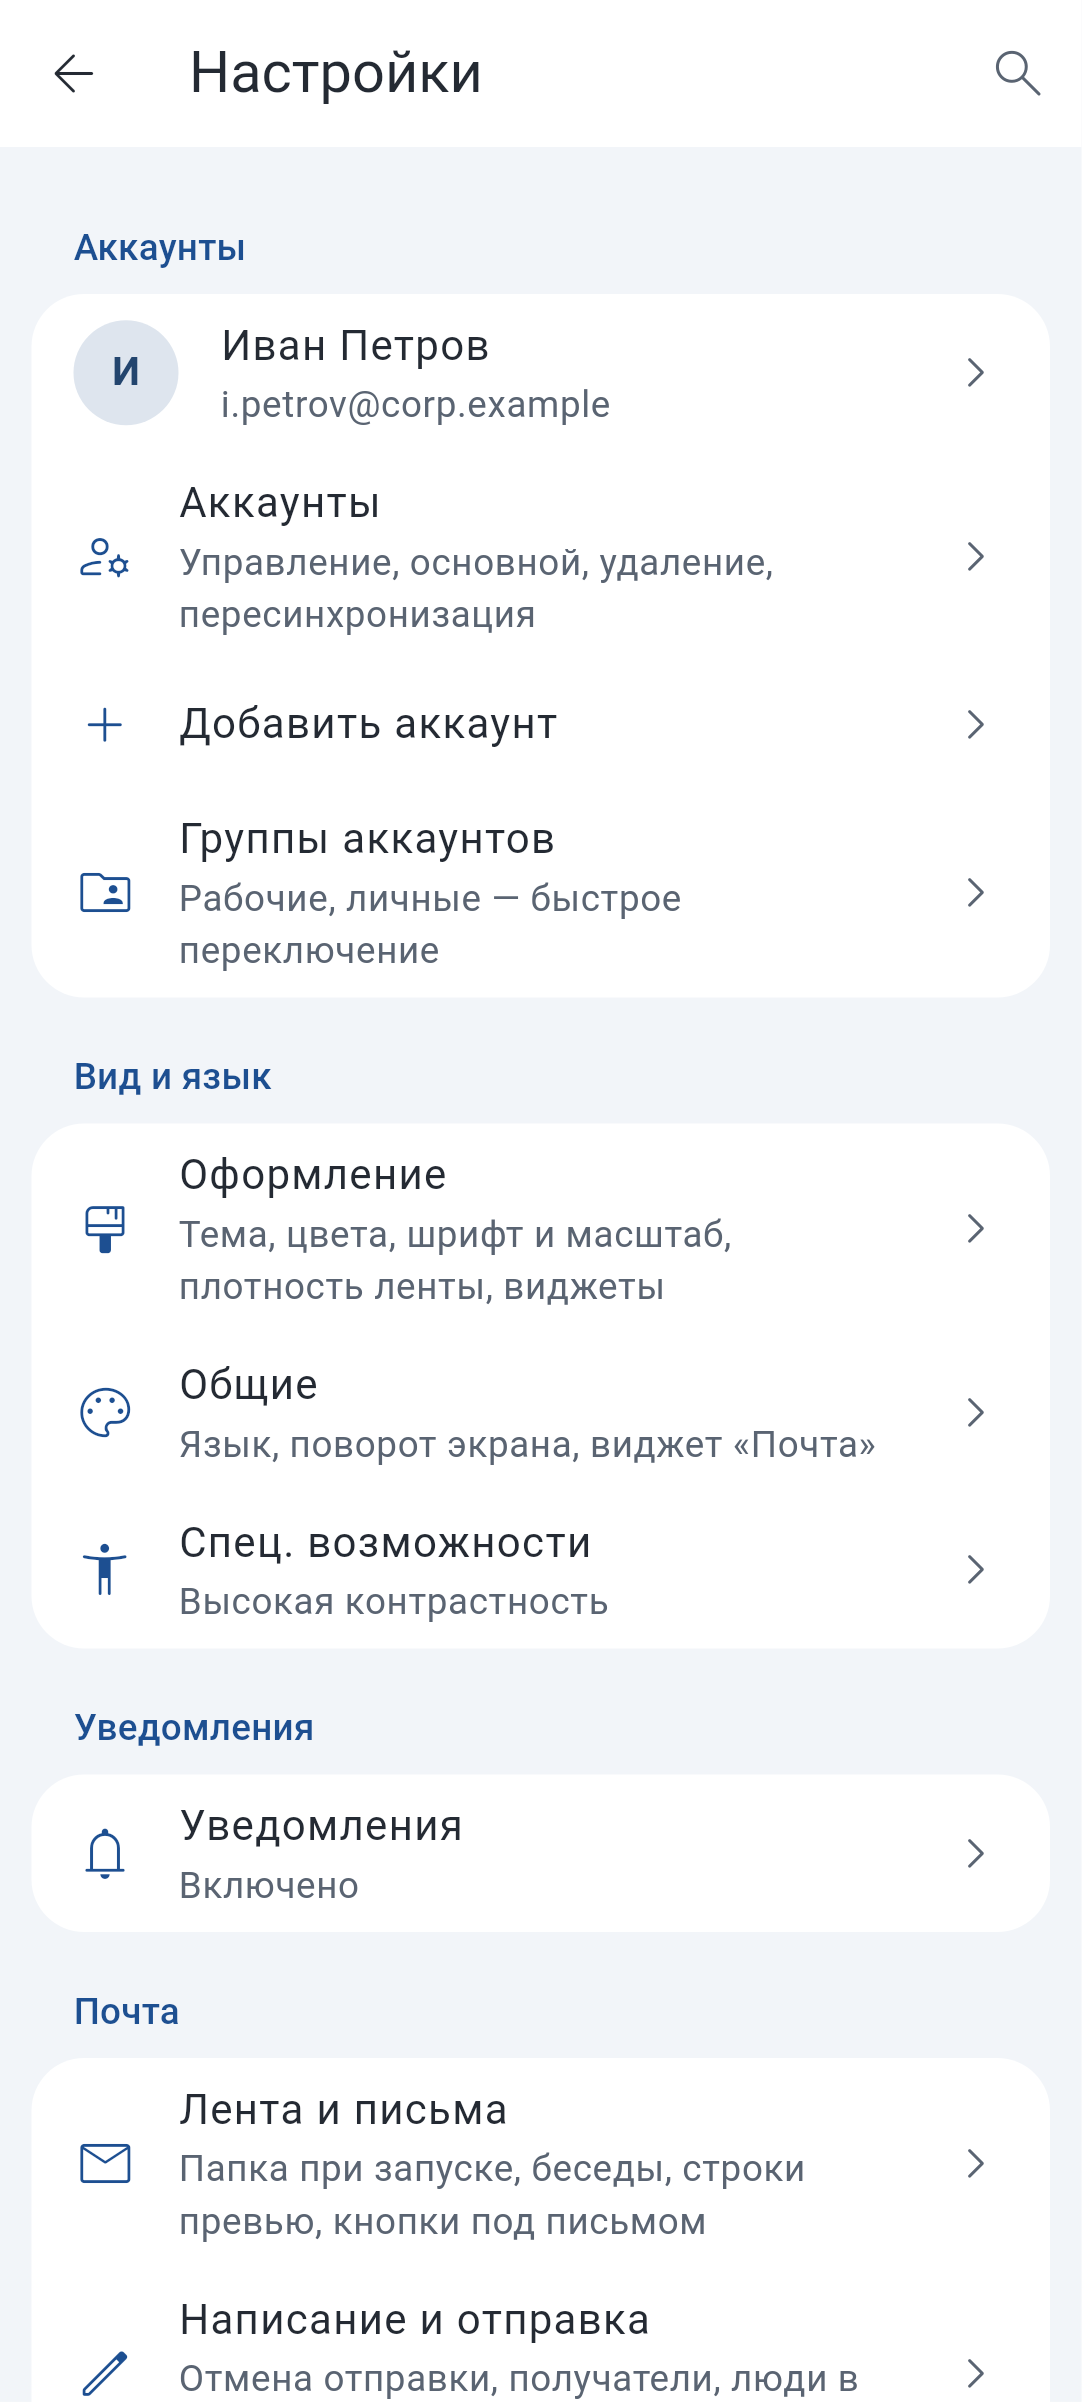 Настройки
Аккаунты
И
Иван Петров
i.petrov@corp.example
Аккаунты
Управление, основной, удаление,
пересинхронизация
Добавить аккаунт
Группы аккаунтов
Рабочие, личные — быстрое
переключение
Вид и язык
Оформление
Тема, цвета, шрифт и масштаб,
плотность ленты, виджеты
Общие
Язык, поворот экрана, виджет «Почта»
Спец. возможности
Высокая контрастность
Уведомления
Уведомления
Включено
Почта
Лента и письма
Папка при запуске, беседы, строки
превью, кнопки под письмом
Написание и отправка
Отмена отправки, получатели, люди в